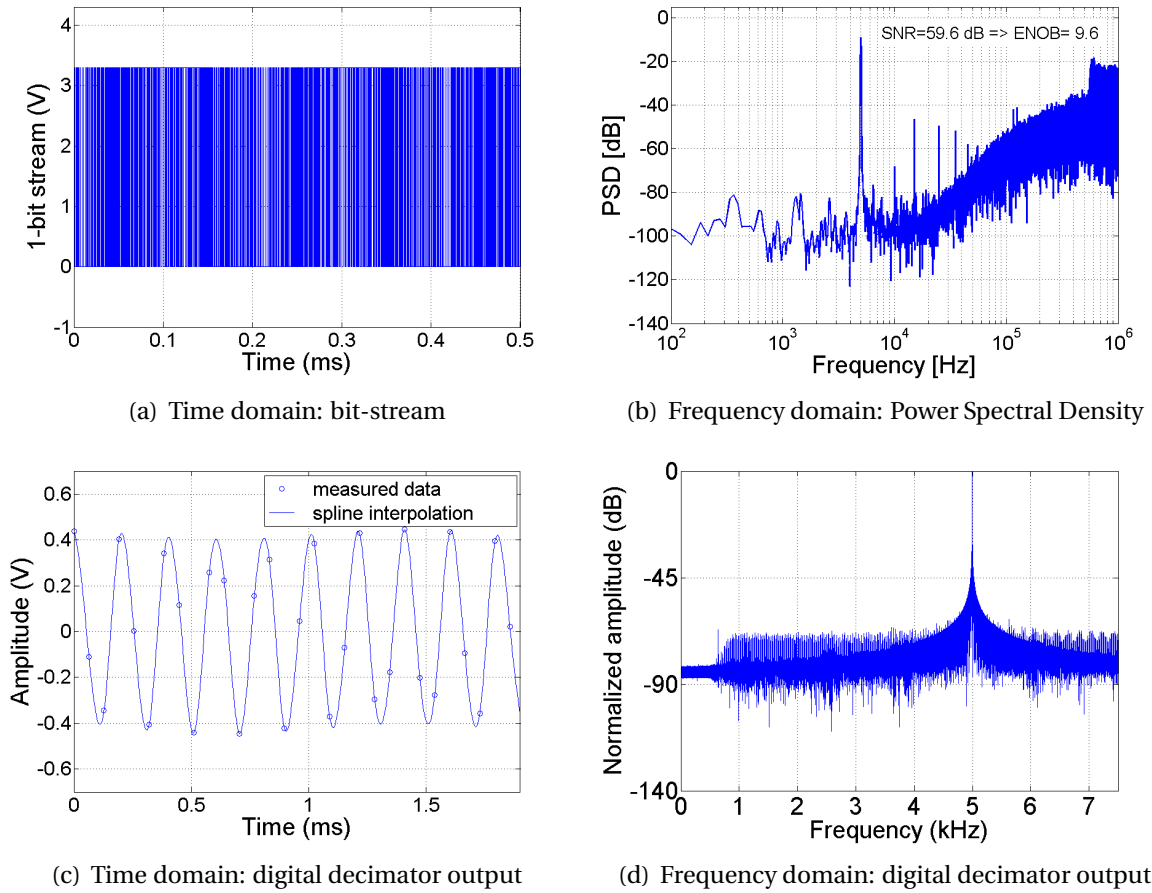 4
3
2
1
0
-1
1-bit stream (V)
0 0.1 0.2 0.3 0.4 0.5
Time (ms)
(a) Time domain: bit-stream
SNR=59.6 dB => ENOB= 9.6
0
-20
-40
-60
-80
-100
-120
-140
PSD [dB]
10^2 10^3 10^4 10^5 10^6
Frequency [Hz]
(b) Frequency domain: Power Spectral Density
measured data
spline interpolation
0.6
0.4
0.2
0
-0.2
-0.4
-0.6
Amplitude (V)
0 0.5 1 1.5
Time (ms)
(c) Time domain: digital decimator output
0
-45
-90
-140
Normalized amplitude (dB)
0 1 2 3 4 5 6 7
Frequency (kHz)
(d) Frequency domain: digital decimator output